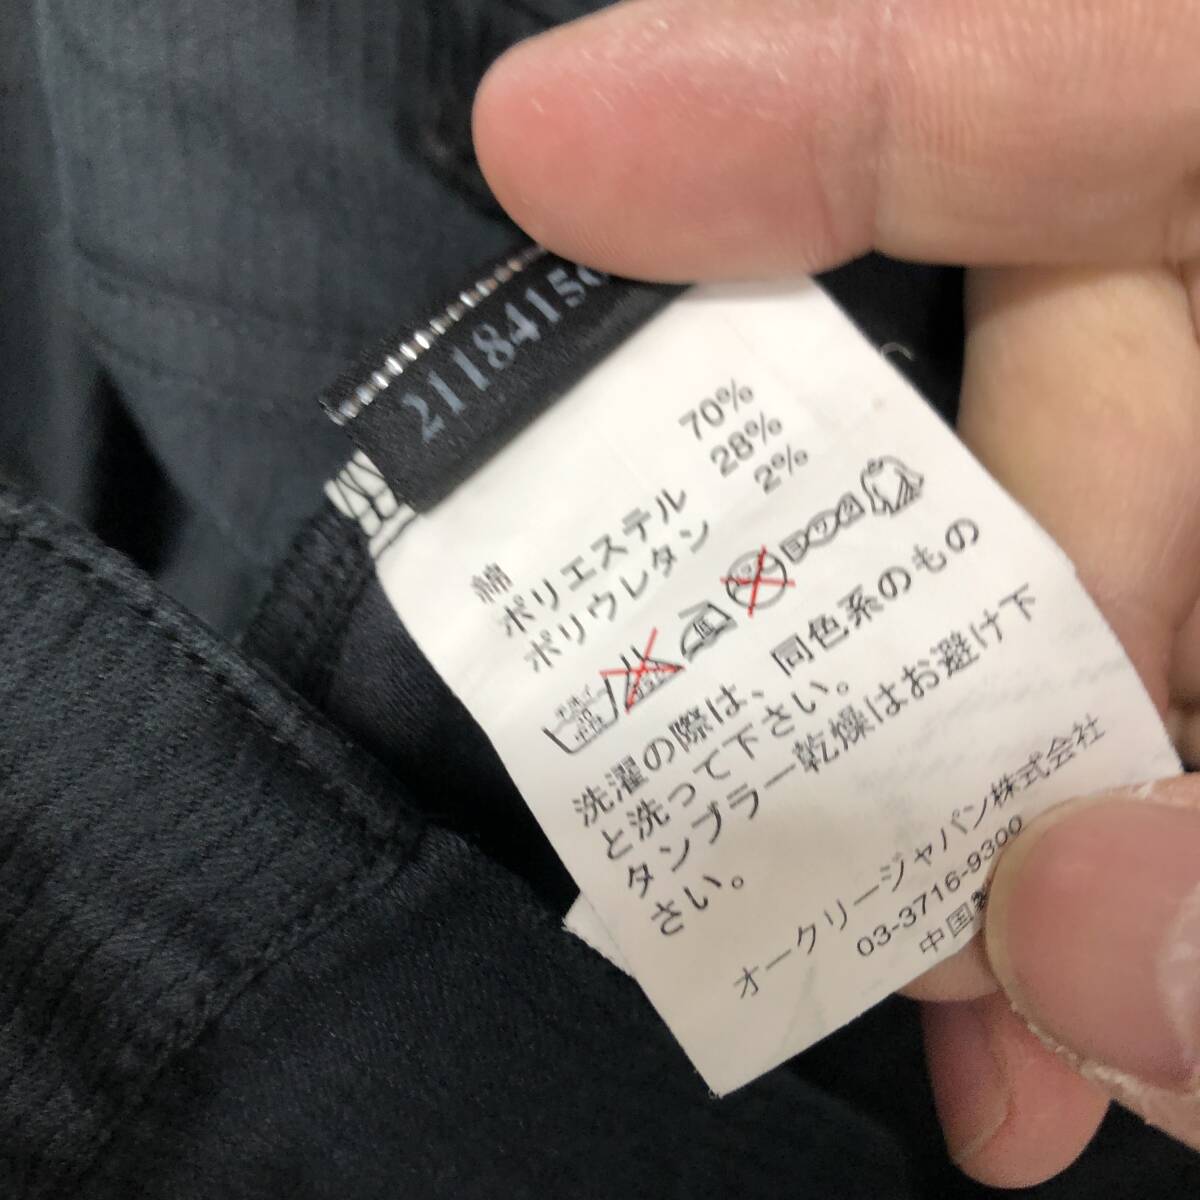 2118415
綿 70%
ポリエステル 28%
ポリウレタン 2%
洗濯の際は、同色系のもの
と洗って下さい。
タンブラー乾燥はお避け下
さい。
オークリージャパン株式会社
03-3716-9300
中国製